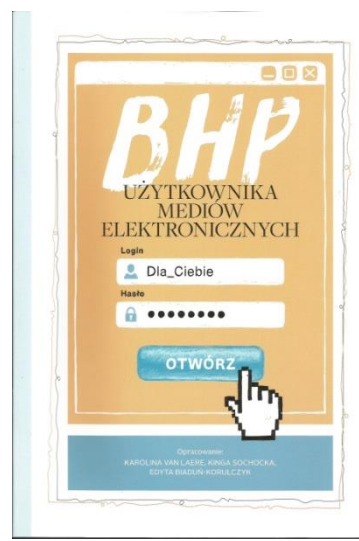 BHP
UŻYTKOWNIKA
MEDIÓW
ELEKTRONICZNYCH
Login
Dla_Ciebie
Hasło
●●●●●●●●
OTWÓRZ
Opracowanie:
KAROLINA VAN LAERE, KINGA SOCHOCKA,
EDYTA BIADUŃ-KORULCZYK